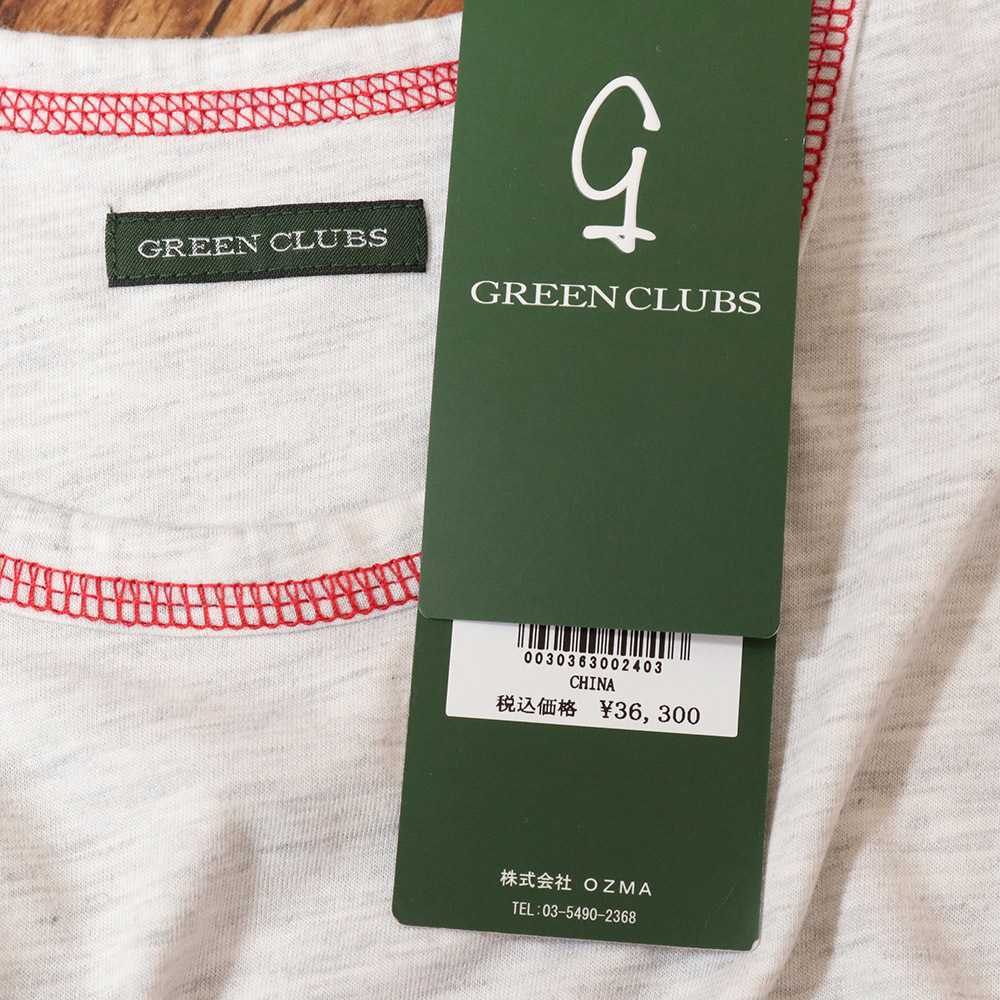 GREEN CLUBS
G
GREEN CLUBS
0030363002403
CHINA
税込価格 ¥36,300
株式会社 OZMA
TEL:03-5490-2368